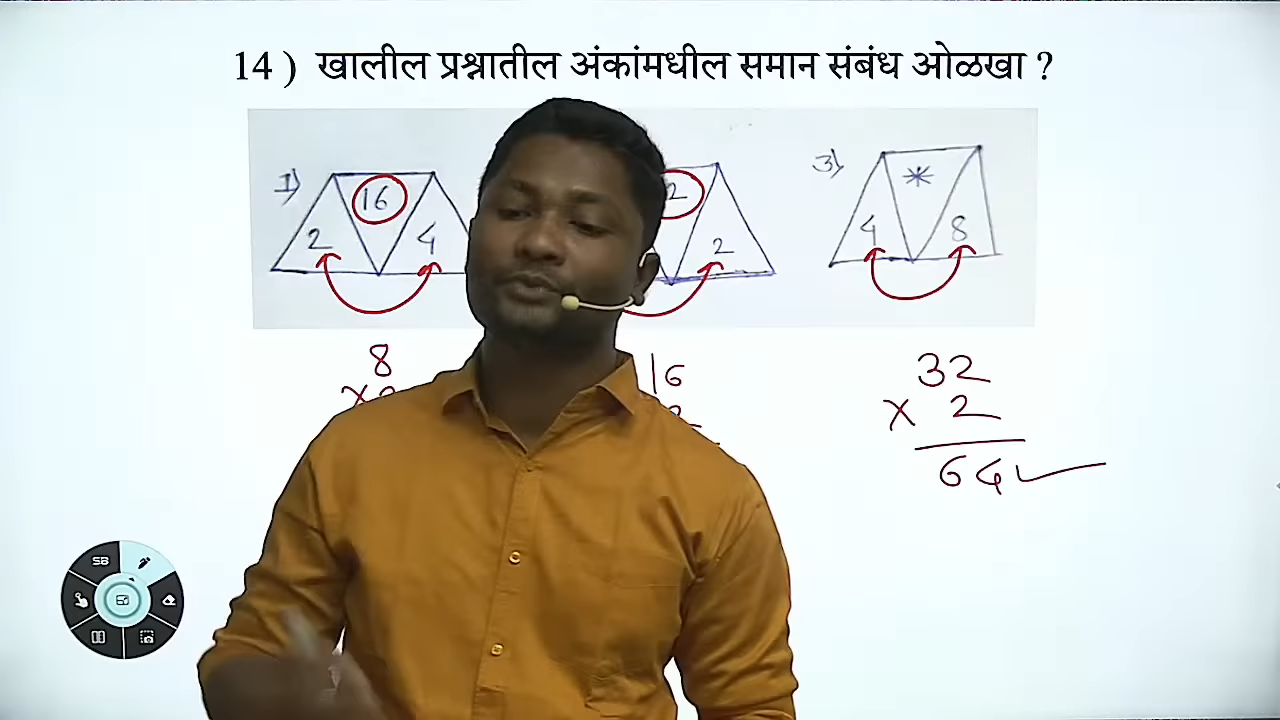 14 ) खालील प्रश्नातील अंकांमधील समान संबंध ओळखा ?
1) 16 2 4
2 2
3) * 4 8
8
x
16
32
x 2
64
SB